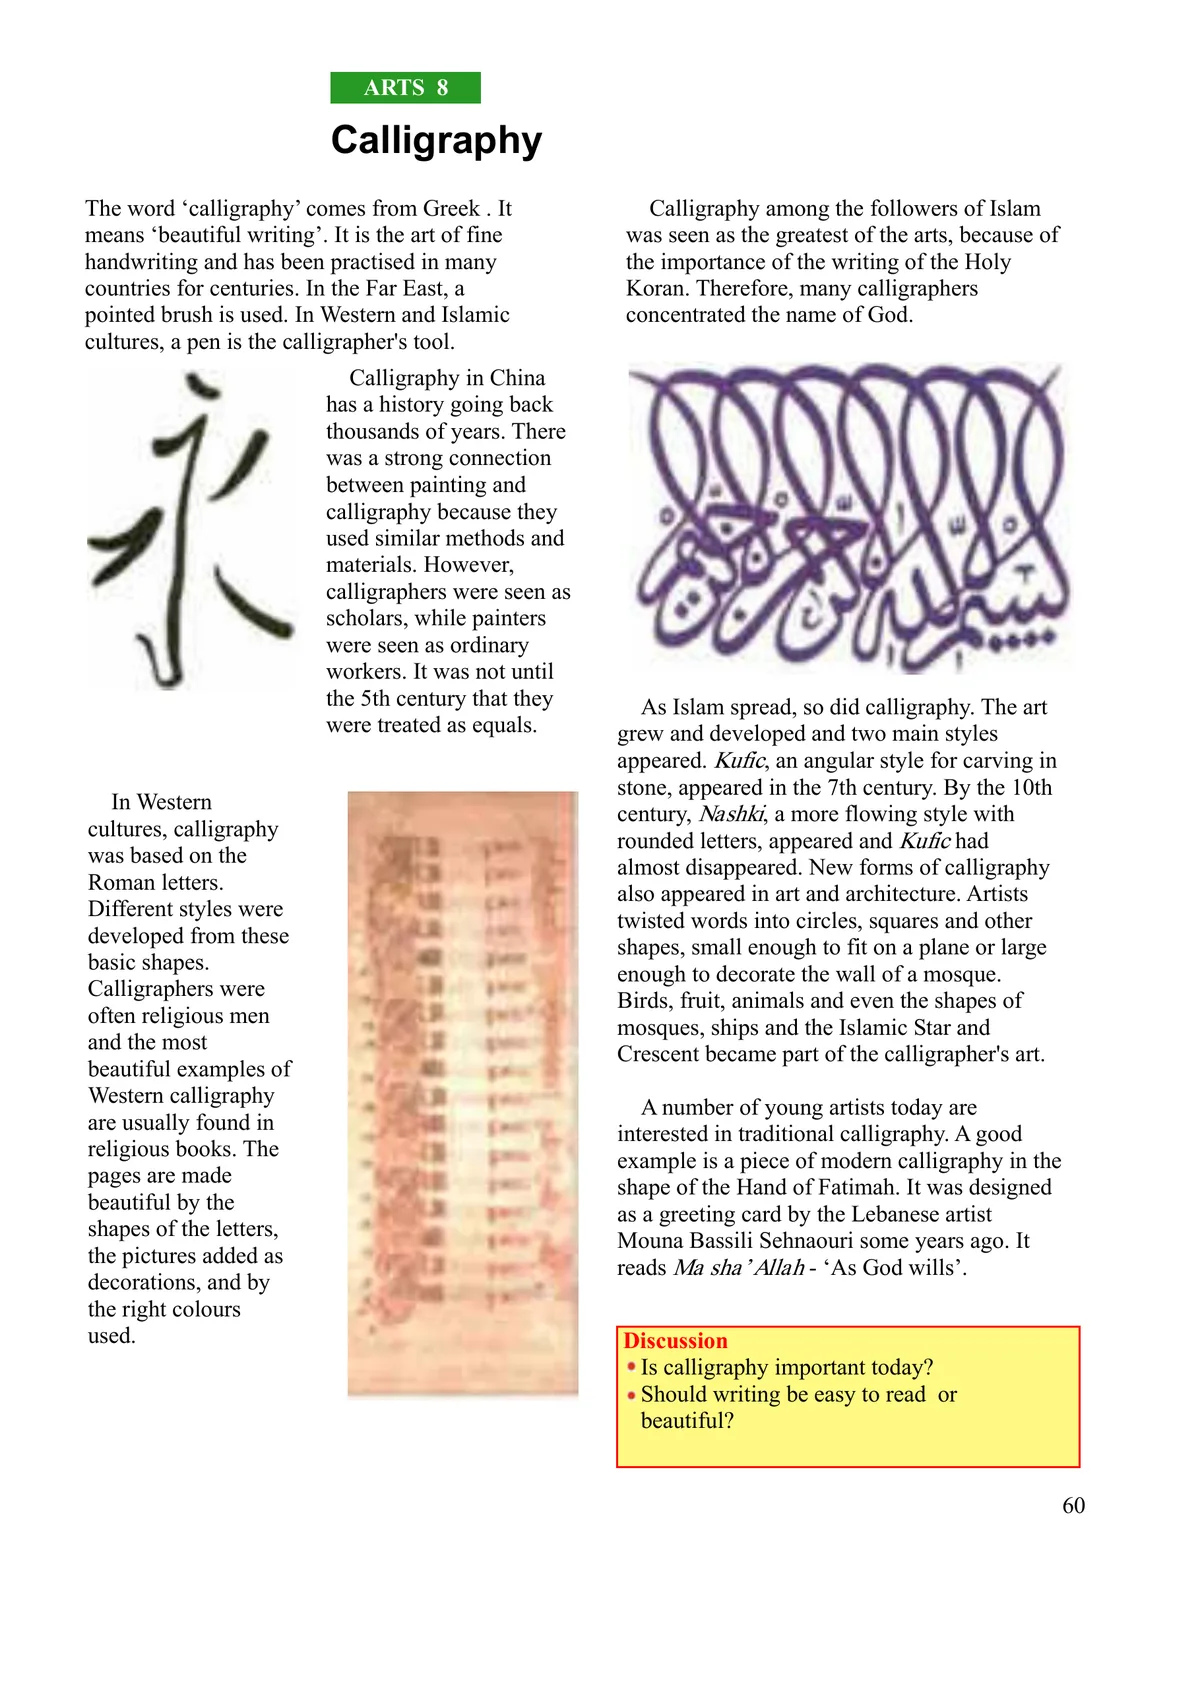 ARTS 8
Calligraphy
The word ‘calligraphy’ comes from Greek . It
means ‘beautiful writing’. It is the art of fine
handwriting and has been practised in many
countries for centuries. In the Far East, a
pointed brush is used. In Western and Islamic
cultures, a pen is the calligrapher's tool.
永
Calligraphy in China
has a history going back
thousands of years. There
was a strong connection
between painting and
calligraphy because they
used similar methods and
materials. However,
calligraphers were seen as
scholars, while painters
were seen as ordinary
workers. It was not until
the 5th century that they
were treated as equals.
In Western
cultures, calligraphy
was based on the
Roman letters.
Different styles were
developed from these
basic shapes.
Calligraphers were
often religious men
and the most
beautiful examples of
Western calligraphy
are usually found in
religious books. The
pages are made
beautiful by the
shapes of the letters,
the pictures added as
decorations, and by
the right colours
used.
Calligraphy among the followers of Islam
was seen as the greatest of the arts, because of
the importance of the writing of the Holy
Koran. Therefore, many calligraphers
concentrated the name of God.
بسم الله الرحمن الرحيم
As Islam spread, so did calligraphy. The art
grew and developed and two main styles
appeared. Kufic, an angular style for carving in
stone, appeared in the 7th century. By the 10th
century, Nashki, a more flowing style with
rounded letters, appeared and Kufic had
almost disappeared. New forms of calligraphy
also appeared in art and architecture. Artists
twisted words into circles, squares and other
shapes, small enough to fit on a plane or large
enough to decorate the wall of a mosque.
Birds, fruit, animals and even the shapes of
mosques, ships and the Islamic Star and
Crescent became part of the calligrapher's art.
A number of young artists today are
interested in traditional calligraphy. A good
example is a piece of modern calligraphy in the
shape of the Hand of Fatimah. It was designed
as a greeting card by the Lebanese artist
Mouna Bassili Sehnaouri some years ago. It
reads Ma sha’ Allah - ‘As God wills’.
Discussion
• Is calligraphy important today?
• Should writing be easy to read or
beautiful?
60